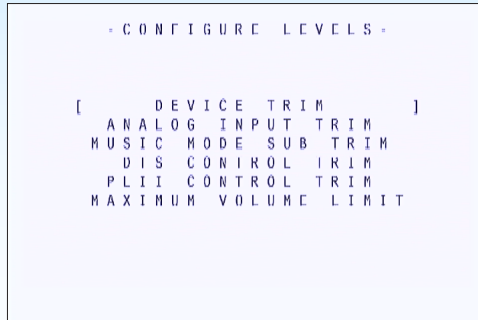 -CONFIGURE LEVELS-
[ DEVICE TRIM ]
ANALOG INPUT TRIM
MUSIC MODE SUB TRIM
DTS CONTROL TRIM
PLII CONTROL TRIM
MAXIMUM VOLUME LIMIT